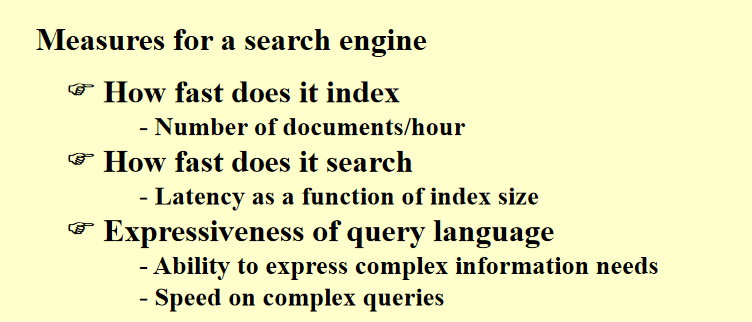 Measures for a search engine
☞ How fast does it index
- Number of documents/hour
☞ How fast does it search
- Latency as a function of index size
☞ Expressiveness of query language
- Ability to express complex information needs
- Speed on complex queries